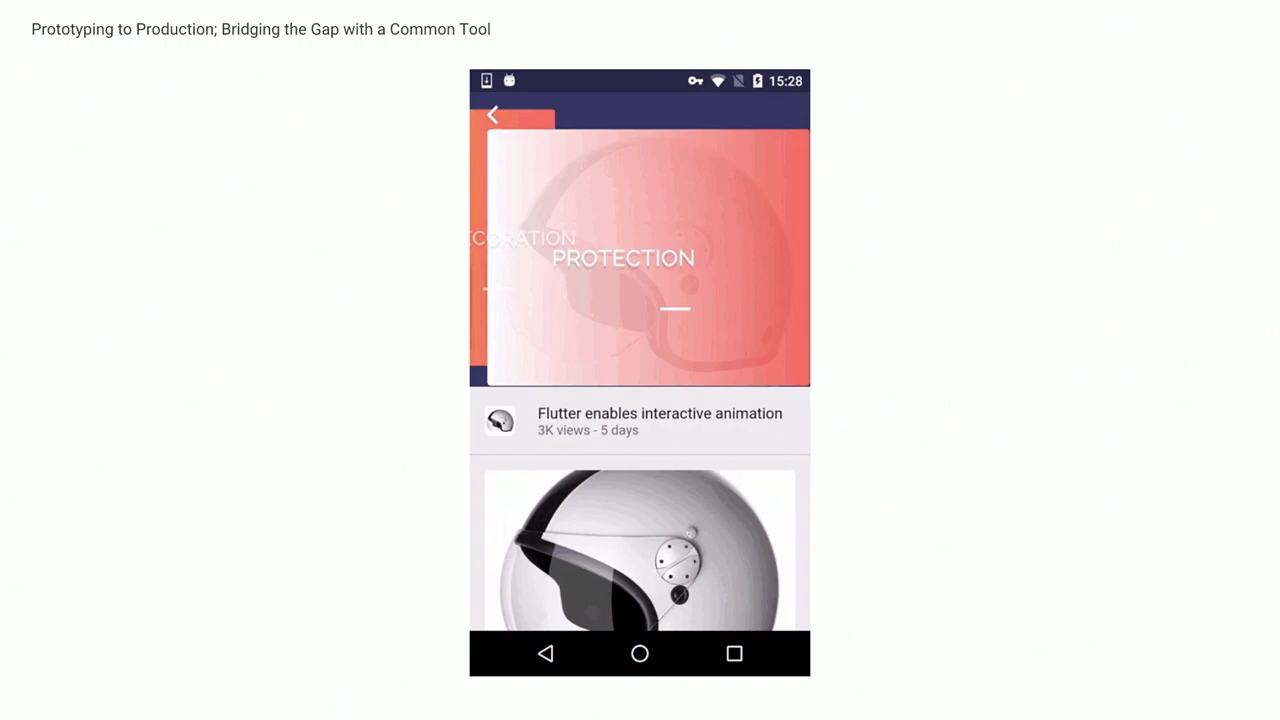 Prototyping to Production; Bridging the Gap with a Common Tool
15:28
ECORATION
PROTECTION
Flutter enables interactive animation
3K views - 5 days